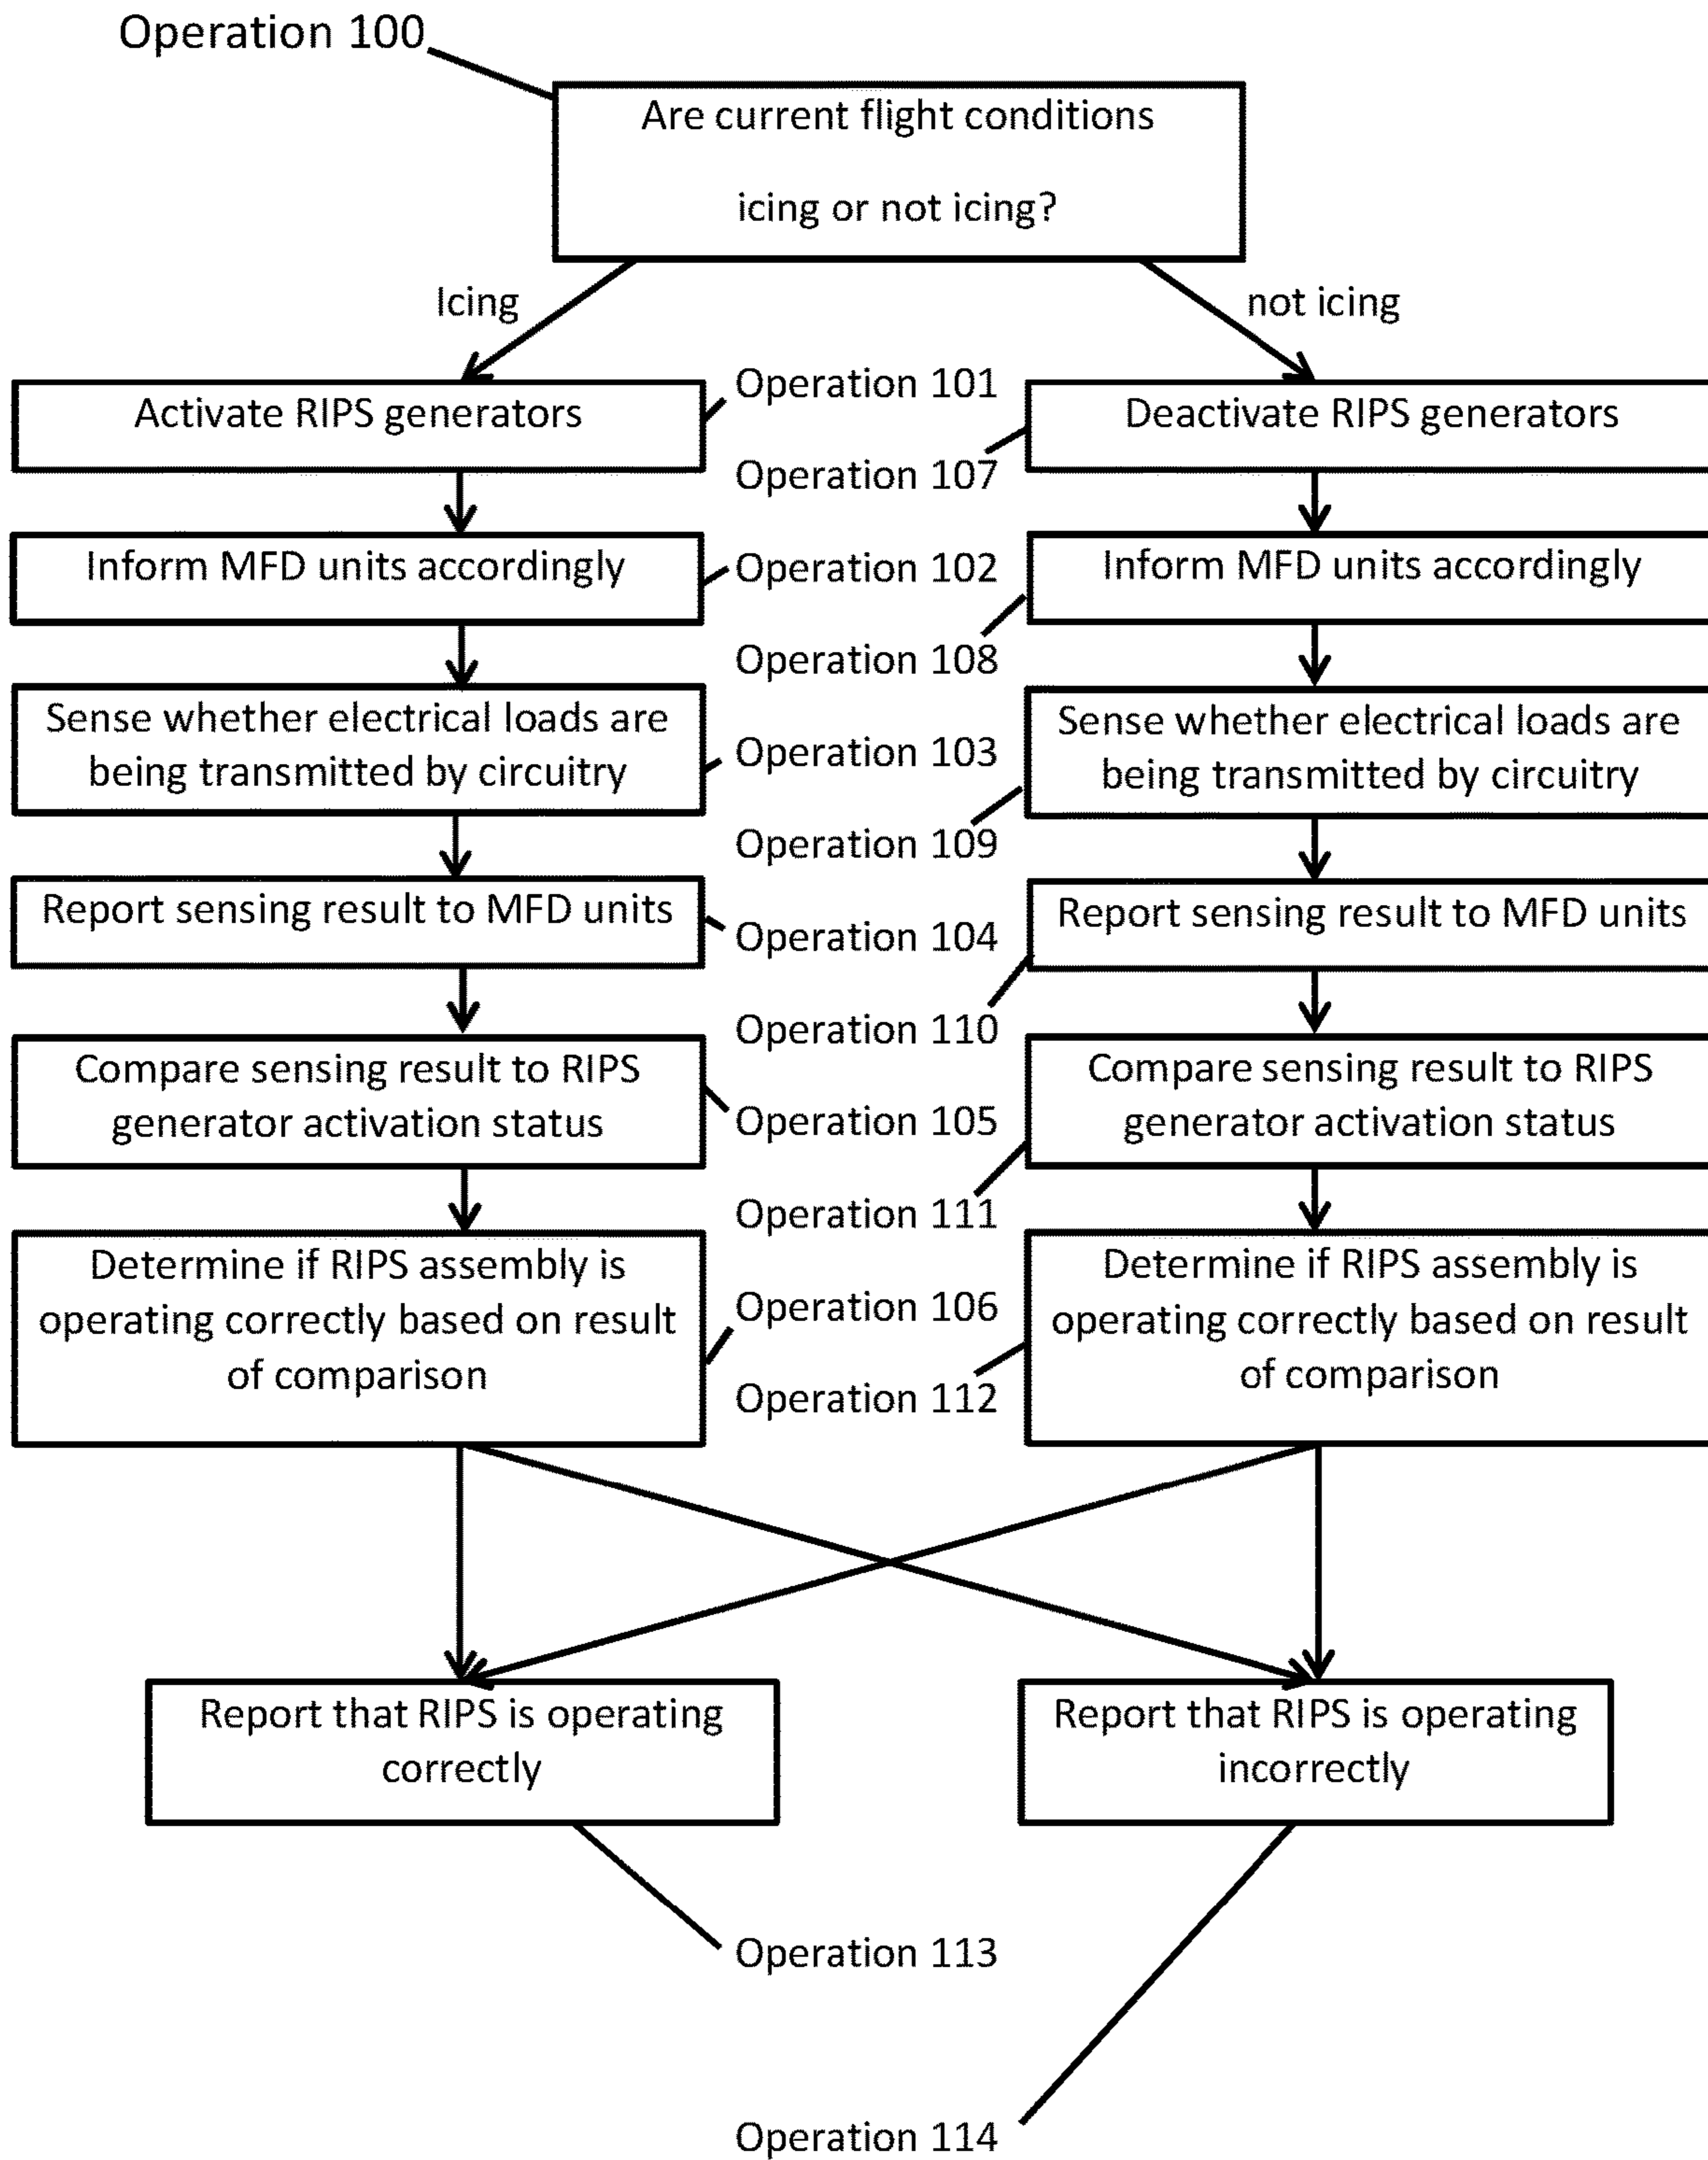 Operation 100
Are current flight conditions
icing or not icing?
Icing
not icing
Activate RIPS generators
Operation 101
Deactivate RIPS generators
Operation 107
Inform MFD units accordingly
Operation 102
Inform MFD units accordingly
Operation 108
Sense whether electrical loads are
being transmitted by circuitry
Operation 103
Sense whether electrical loads are
being transmitted by circuitry
Operation 109
Report sensing result to MFD units
Operation 104
Report sensing result to MFD units
Operation 110
Compare sensing result to RIPS
generator activation status
Operation 105
Compare sensing result to RIPS
generator activation status
Operation 111
Determine if RIPS assembly is
operating correctly based on result
of comparison
Operation 106
Determine if RIPS assembly is
operating correctly based on result
of comparison
Operation 112
Report that RIPS is operating
correctly
Report that RIPS is operating
incorrectly
Operation 113
Operation 114